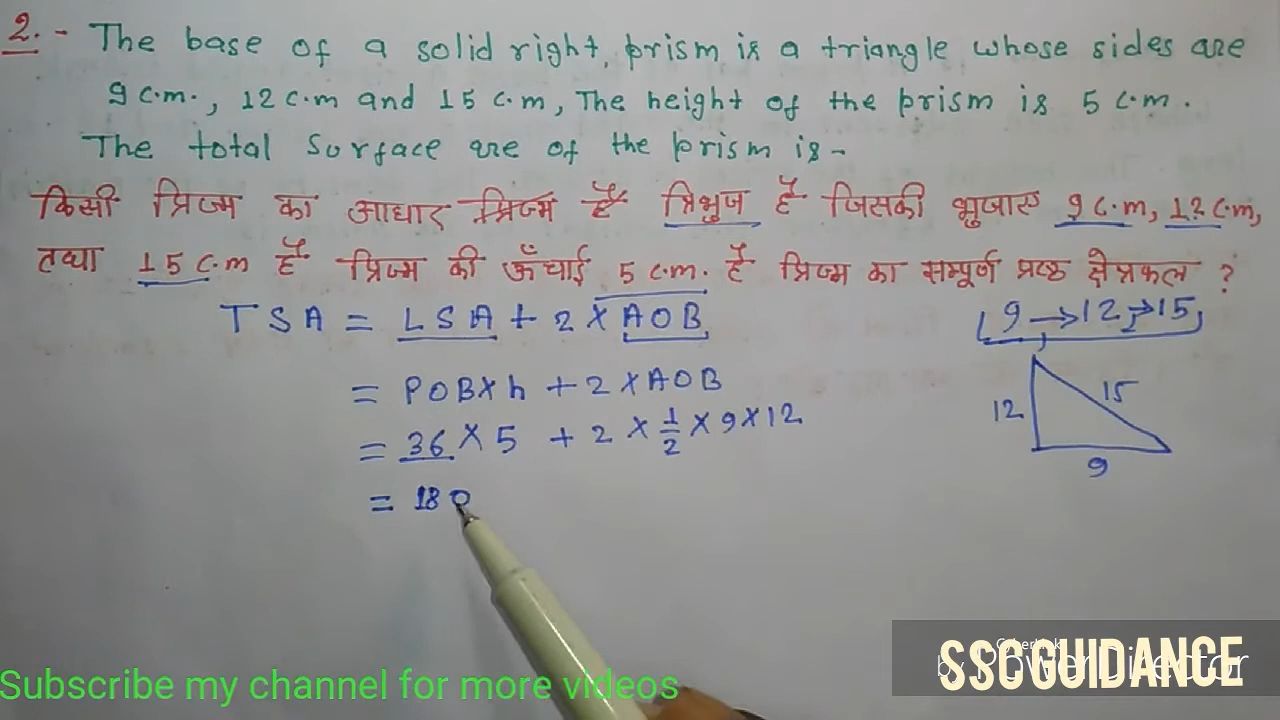 2. - The base of a solid right, prism is a triangle whose sides are
9 c.m., 12 c.m and 15 c.m, The height of the prism is 5 c.m.
The total Surface are of the prism is -
किसी प्रिज्म का आधार प्रिज्म है त्रिभुज है जिसकी भुजाए 9 c.m, 12 c.m,
तथा 15 c.m है प्रिज्म की ऊँचाई 5 c.m. है प्रिज्म का सम्पूर्ण प्रष्ठ क्षेत्रफल ?
TSA = LSA + 2 × AOB
9 → 12 → 15
= POB × h + 2 × AOB
= 36 × 5 + 2 × 1/2 × 9 × 12
12 15
9
= 180
SSCGUIDANCE
Subscribe my channel for more videos